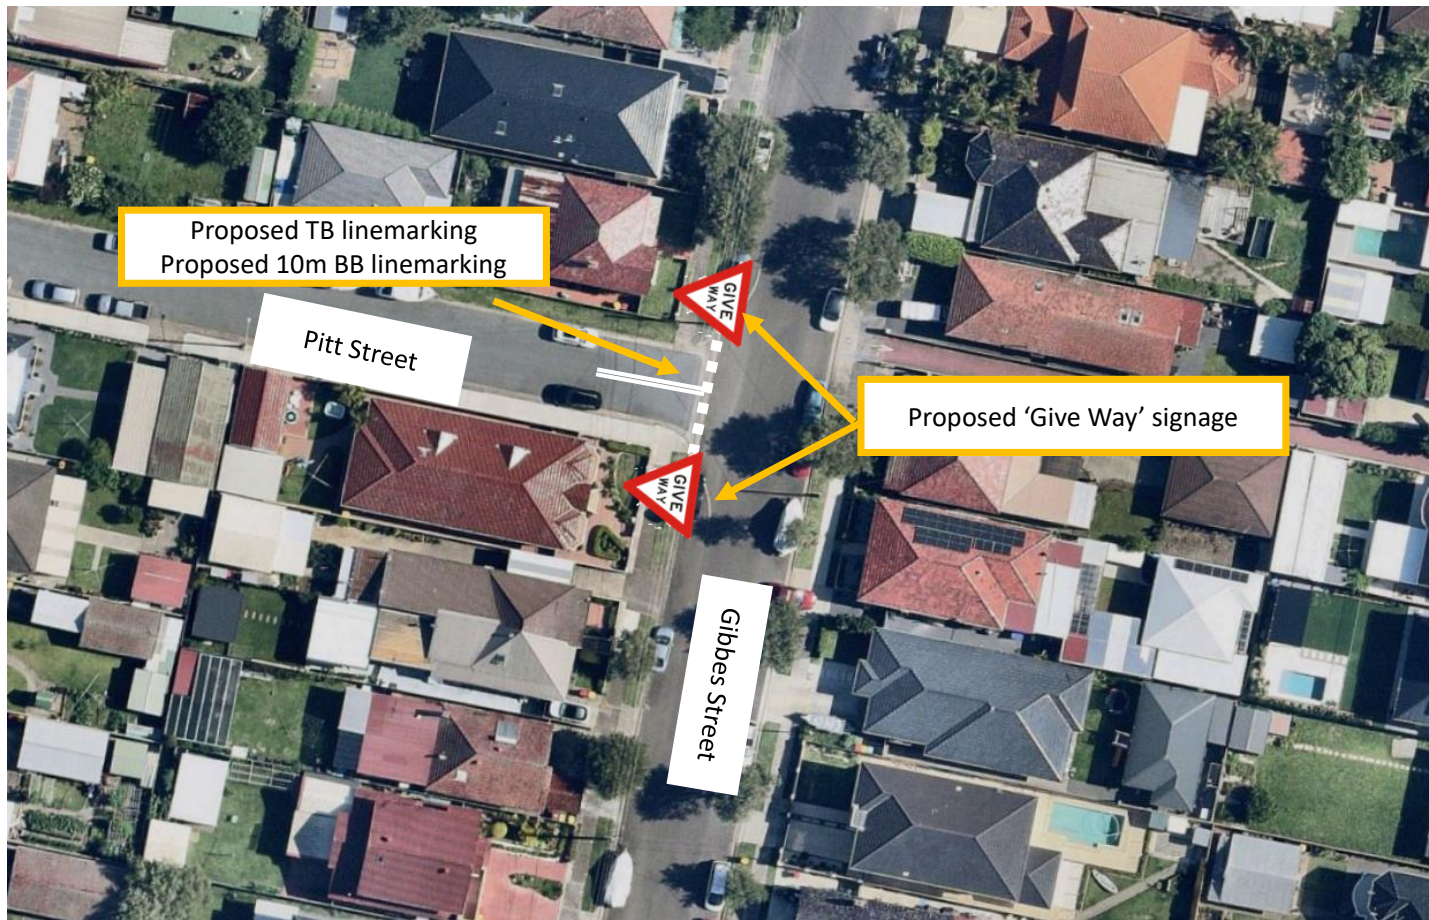 Proposed TB linemarking
Proposed 10m BB linemarking
GIVE
WAY
Pitt Street
Proposed ‘Give Way’ signage
GIVE
WAY
Gibbes Street